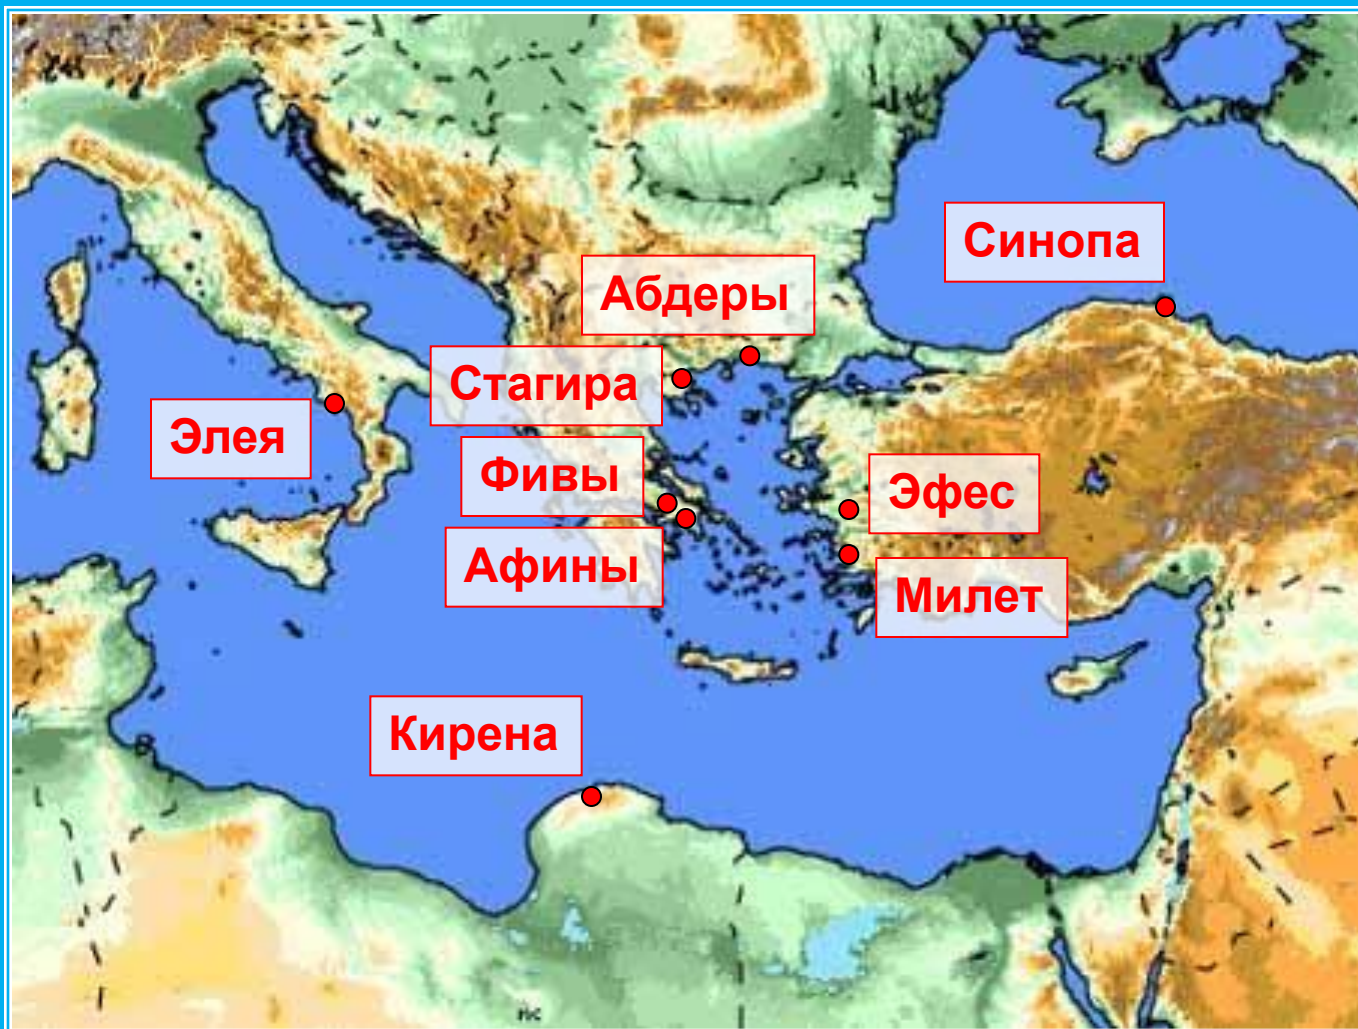 Синопа
Абдеры
Стагира
Элея
Фивы
Эфес
Афины
Милет
Кирена